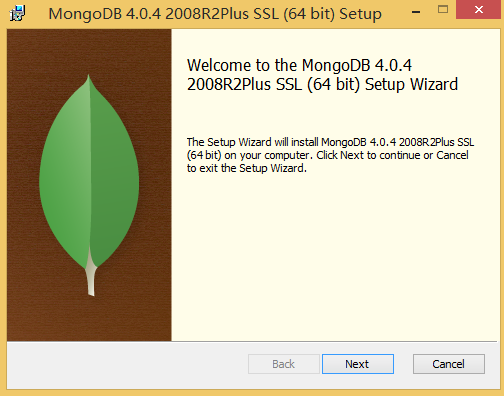 MongoDB 4.0.4 2008R2Plus SSL (64 bit) Setup
Welcome to the MongoDB 4.0.4
2008R2Plus SSL (64 bit) Setup Wizard
The Setup Wizard will install MongoDB 4.0.4 2008R2Plus SSL
(64 bit) on your computer. Click Next to continue or Cancel
to exit the Setup Wizard.
Back
Next
Cancel